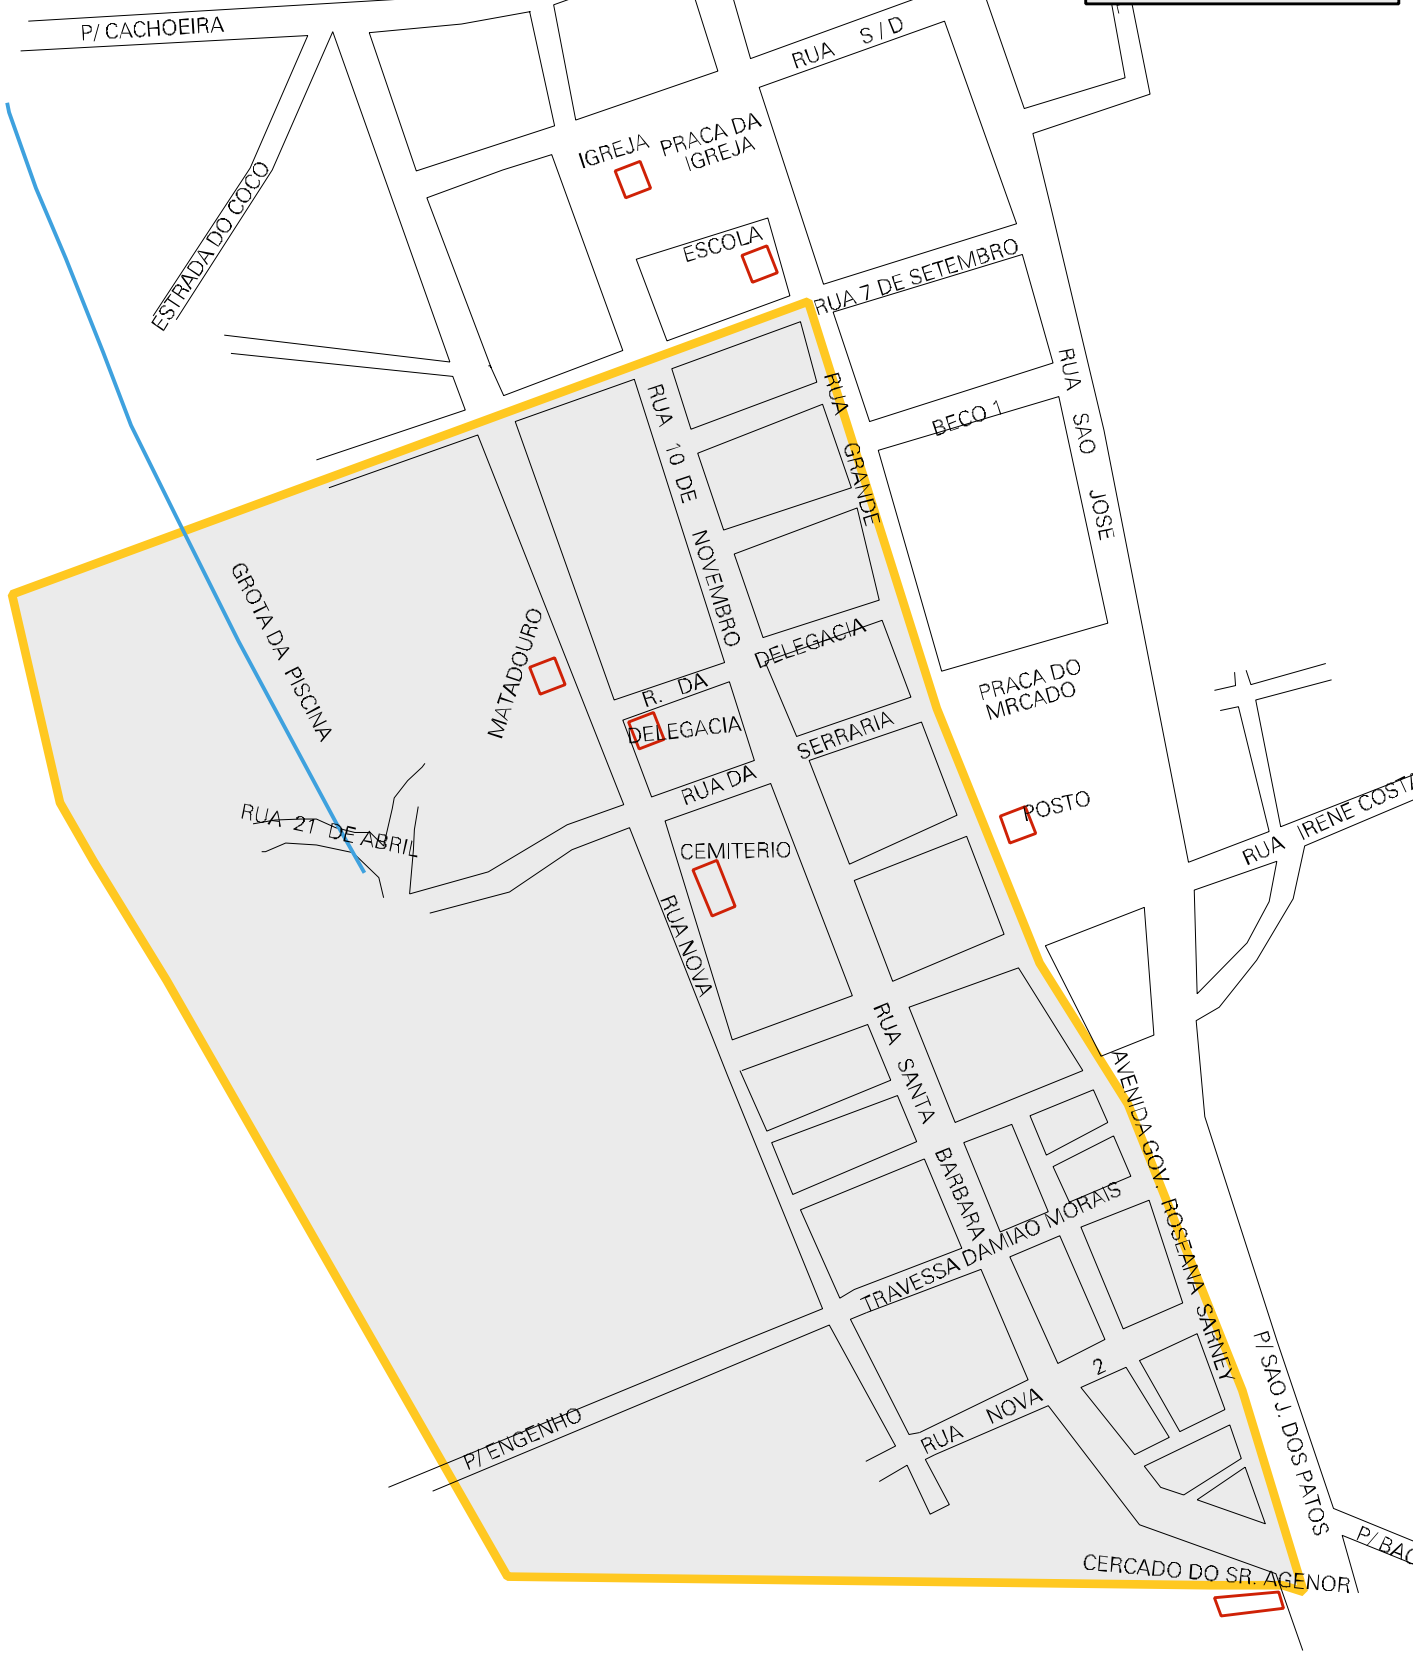 P/ CACHOEIRA
RUA S / D
IGREJA
PRACA DA
IGREJA
ESTRADA DO COCO
ESCOLA
RUA 7 DE SETEMBRO
RUA 10 DE NOVEMBRO
RUA GRANDE
BECO 1
RUA SAO JOSE
GROTA DA PISCINA
MATADOURO
R. DA
DELEGACIA
DELEGACIA
PRACA DO
MRCADO
RUA DA
SERRARIA
POSTO
RUA 21 DE ABRIL
CEMITERIO
RUA IRENE COSTA
RUA NOVA
RUA SANTA BARBARA
AVENIDA GOV. ROSEANA SARNEY
TRAVESSA DAMIAO MORAIS
P/ SAO J. DOS PATOS
2
RUA NOVA
P/ ENGENHO
P/ BAC
CERCADO DO SR. AGENOR